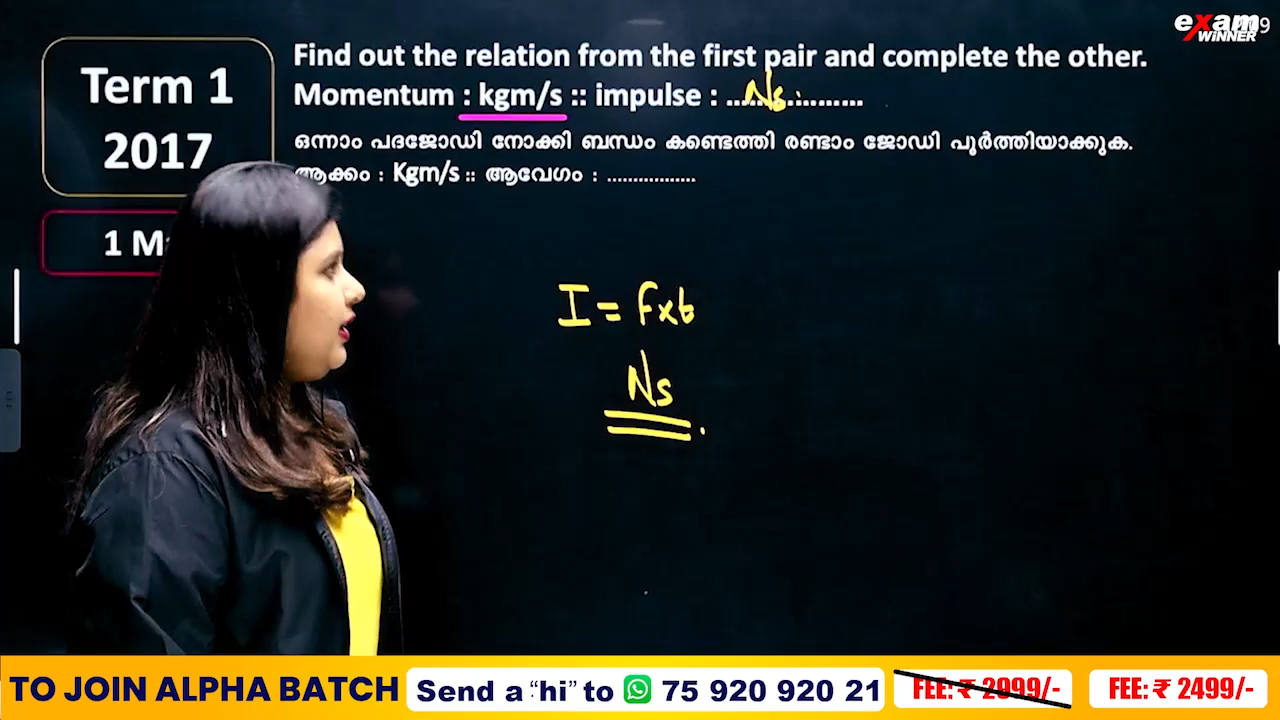 exam
WiNNER
Term 1
2017
Find out the relation from the first pair and complete the other.
Momentum : kgm/s :: impulse : ....Ns..........
ഒന്നാം പദജോഡി നോക്കി ബന്ധം കണ്ടെത്തി രണ്ടാം ജോഡി പൂർത്തിയാക്കുക.
ആക്കം : Kgm/s :: ആവേഗം : .................
1
I = F x t
Ns
TO JOIN ALPHA BATCH
Send a “hi” to 75 920 920 21
FEE: ₹ 2999/-
FEE: ₹ 2499/-